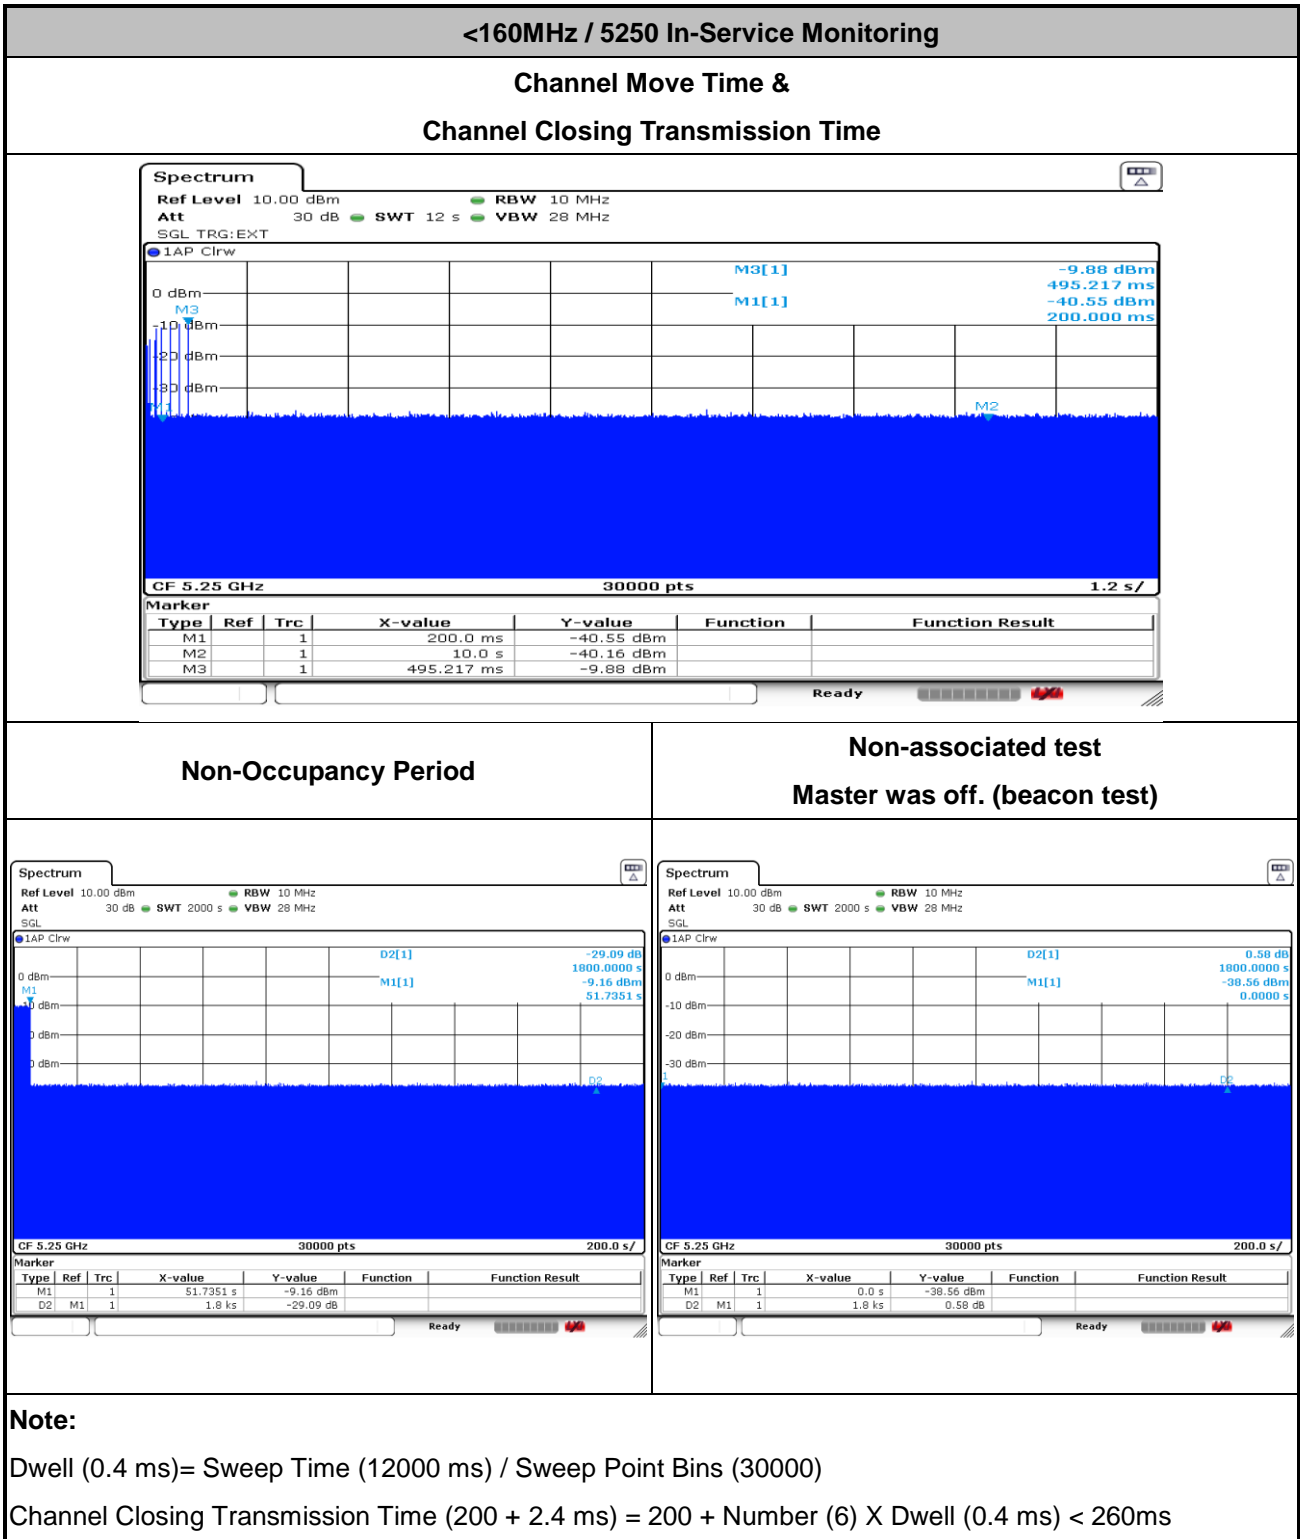 <160MHz / 5250 In-Service Monitoring
Channel Move Time &
Channel Closing Transmission Time
Spectrum
Ref Level 10.00 dBm RBW 10 MHz
Att 30 dB SWT 12 s VBW 28 MHz
SGL TRG:EXT
1AP Clrw
M3[1] -9.88 dBm
495.217 ms
M1[1] -40.55 dBm
200.000 ms
0 dBm
M3
-10 dBm
-20 dBm
-30 dBm
M1
M2
CF 5.25 GHz 30000 pts 1.2 s/
Marker
Type Ref Trc X-value Y-value Function Function Result
M1 1 200.0 ms -40.55 dBm
M2 1 10.0 s -40.16 dBm
M3 1 495.217 ms -9.88 dBm
Ready
Non-Occupancy Period
Non-associated test
Master was off. (beacon test)
Spectrum
Ref Level 10.00 dBm RBW 10 MHz
Att 30 dB SWT 2000 s VBW 28 MHz
SGL
1AP Clrw
D2[1] -29.09 dB
1800.0000 s
M1[1] -9.16 dBm
51.7351 s
0 dBm
M1
-10 dBm
0 dBm
0 dBm
D2
CF 5.25 GHz 30000 pts 200.0 s/
Marker
Type Ref Trc X-value Y-value Function Function Result
M1 1 51.7351 s -9.16 dBm
D2 M1 1 1.8 ks -29.09 dB
Ready
Spectrum
Ref Level 10.00 dBm RBW 10 MHz
Att 30 dB SWT 2000 s VBW 28 MHz
SGL
1AP Clrw
D2[1] 0.58 dB
1800.0000 s
M1[1] -38.56 dBm
0.0000 s
0 dBm
-10 dBm
-20 dBm
-30 dBm
1
D2
CF 5.25 GHz 30000 pts 200.0 s/
Marker
Type Ref Trc X-value Y-value Function Function Result
M1 1 0.0 s -38.56 dBm
D2 M1 1 1.8 ks 0.58 dB
Ready
Note:
Dwell (0.4 ms)= Sweep Time (12000 ms) / Sweep Point Bins (30000)
Channel Closing Transmission Time (200 + 2.4 ms) = 200 + Number (6) X Dwell (0.4 ms) < 260ms